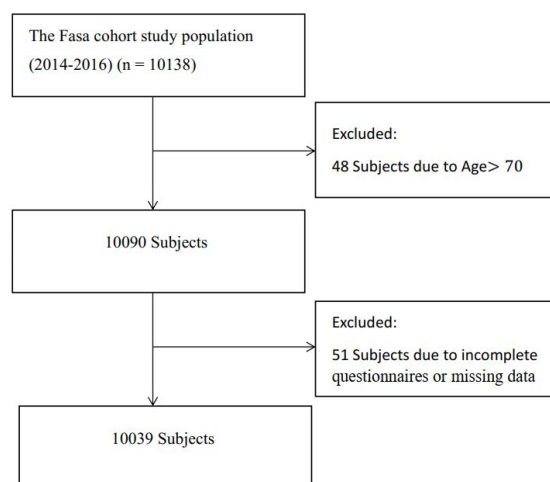 The Fasa cohort study population
(2014-2016) (n = 10138)
Excluded:
48 Subjects due to Age> 70
10090 Subjects
Excluded:
51 Subjects due to incomplete
questionnaires or missing data
10039 Subjects